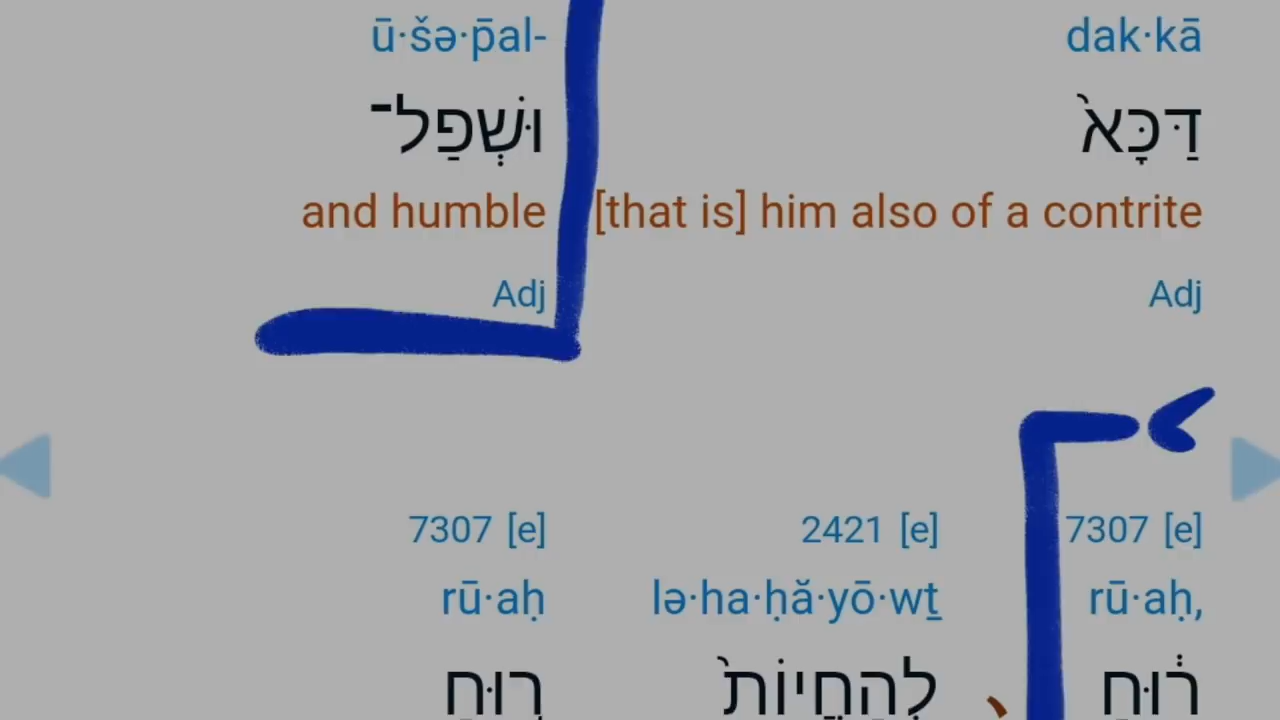 ū·šə·p̄al- dak·kā
דַּכָּא֙ וּשְׁפַל־
and humble [that is] him also of a contrite
Adj Adj
7307 [e] 2421 [e] 7307 [e]
rū·aḥ lə·ha·ḥă·yō·wṯ rū·aḥ,
ר֔וּחַ לְהַחֲיוֹת֙ ר֣וּחַ